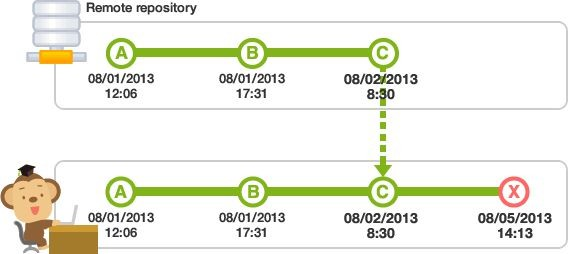 Remote repository
A B C
08/01/2013 08/01/2013 08/02/2013
12:06 17:31 8:30
A B C X
08/01/2013 08/01/2013 08/02/2013 08/05/2013
12:06 17:31 8:30 14:13